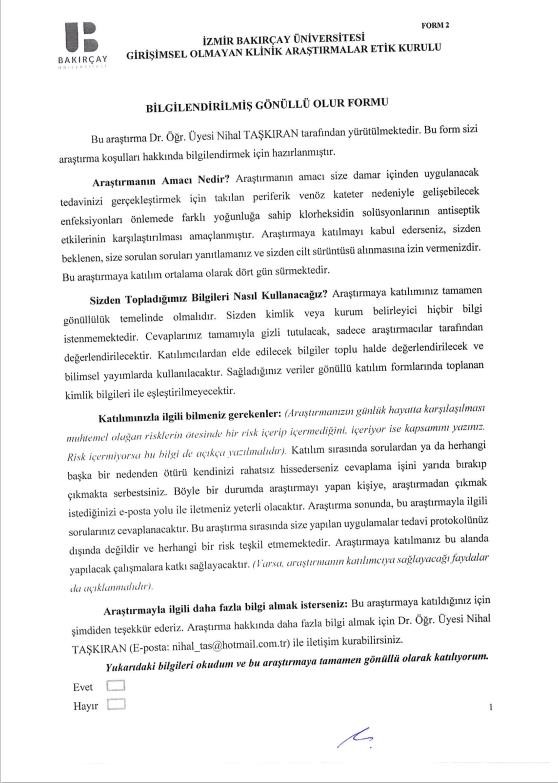 FORM 2
BAKIRÇAY
ÜNİVERSİTESİ
İZMİR BAKIRÇAY ÜNİVERSİTESİ
GİRİŞİMSEL OLMAYAN KLİNİK ARAŞTIRMALAR ETİK KURULU
BİLGİLENDİRİLMİŞ GÖNÜLLÜ OLUR FORMU
Bu araştırma Dr. Öğr. Üyesi Nihal TAŞKIRAN tarafından yürütülmektedir. Bu form sizi
araştırma koşulları hakkında bilgilendirmek için hazırlanmıştır.
Araştırmanın Amacı Nedir? Araştırmanın amacı size damar içinden uygulanacak
tedavinizi gerçekleştirmek için takılan periferik venöz kateter nedeniyle gelişebilecek
enfeksiyonları önlemede farklı yoğunluğa sahip klorheksidin solüsyonlarının antiseptik
etkilerinin karşılaştırılması amaçlanmıştır. Araştırmaya katılmayı kabul ederseniz, sizden
beklenen, size sorulan soruları yanıtlamanız ve sizden cilt sürüntüsü alınmasına izin vermenizdir.
Bu araştırmaya katılım ortalama olarak dört gün sürmektedir.
Sizden Topladığımız Bilgileri Nasıl Kullanacağız? Araştırmaya katılımınız tamamen
gönüllülük temelinde olmalıdır. Sizden kimlik veya kurum belirleyici hiçbir bilgi
istenmemektedir. Cevaplarınız tamamıyla gizli tutulacak, sadece araştırmacılar tarafından
değerlendirilecektir. Katılımcılardan elde edilecek bilgiler toplu halde değerlendirilecek ve
bilimsel yayımlarda kullanılacaktır. Sağladığınız veriler gönüllü katılım formlarında toplanan
kimlik bilgileri ile eşleştirilmeyecektir.
Katılımınızla ilgili bilmeniz gerekenler: (Araştırmanızın günlük hayatta karşılaşılması
muhtemel olağan risklerin ötesinde bir risk içerip içermediğini, içeriyor ise kapsamını yazınız.
Risk içermiyorsa bu bilgi de açıkça yazılmalıdır). Katılım sırasında sorulardan ya da herhangi
başka bir nedenden ötürü kendinizi rahatsız hissederseniz cevaplama işini yarıda bırakıp
çıkmakta serbestsiniz. Böyle bir durumda araştırmayı yapan kişiye, araştırmadan çıkmak
istediğinizi e-posta yolu ile iletmeniz yeterli olacaktır. Araştırma sonunda, bu araştırmayla ilgili
sorularınız cevaplanacaktır. Bu araştırma sırasında size yapılan uygulamalar tedavi protokolünüz
dışında değildir ve herhangi bir risk teşkil etmemektedir. Araştırmaya katılmanız bu alanda
yapılacak çalışmalara katkı sağlayacaktır. (Varsa, araştırmanın katılımcıya sağlayacağı faydalar
da açıklanmalıdır).
Araştırmayla ilgili daha fazla bilgi almak isterseniz: Bu araştırmaya katıldığınız için
şimdiden teşekkür ederiz. Araştırma hakkında daha fazla bilgi almak için Dr. Öğr. Üyesi Nihal
TAŞKIRAN (E-posta: nihal_tas@hotmail.com.tr) ile iletişim kurabilirsiniz.
Yukarıdaki bilgileri okudum ve bu araştırmaya tamamen gönüllü olarak katılıyorum.
Evet
Hayır
1